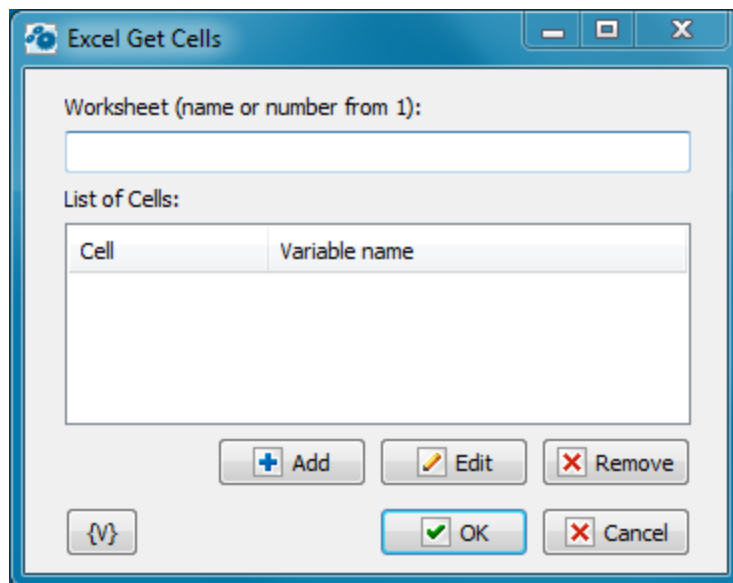 Excel Get Cells
Worksheet (name or number from 1):
List of Cells:
Cell Variable name
Add Edit Remove
{V} OK Cancel